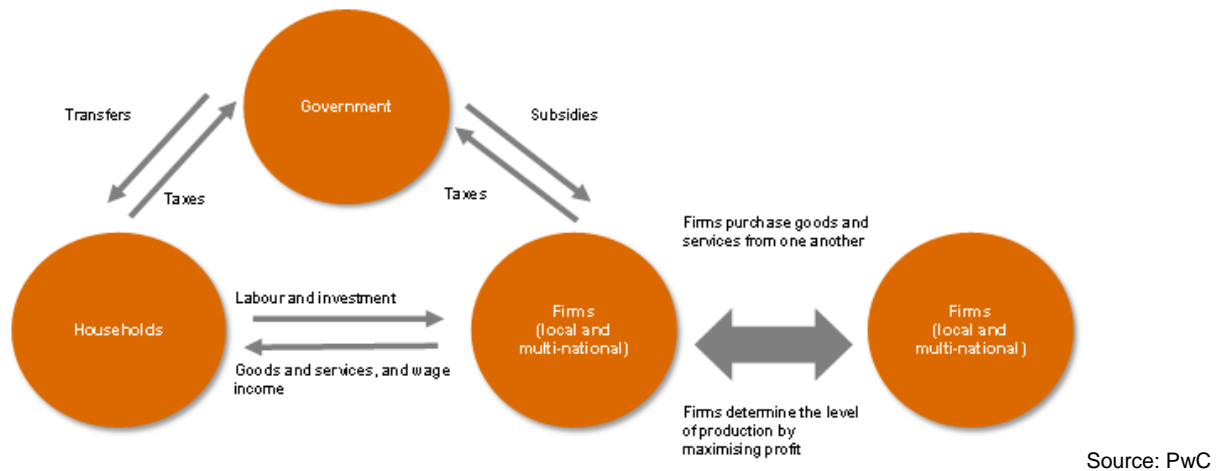 Government
Transfers
Subsidies
Taxes
Taxes
Firms purchase goods and
services from one another
Labour and investment
Households
Firms
(local and
multi-national)
Firms
(local and
multi-national)
Goods and services, and wage
income
Firms determine the level
of production by
maximising profit
Source: PwC